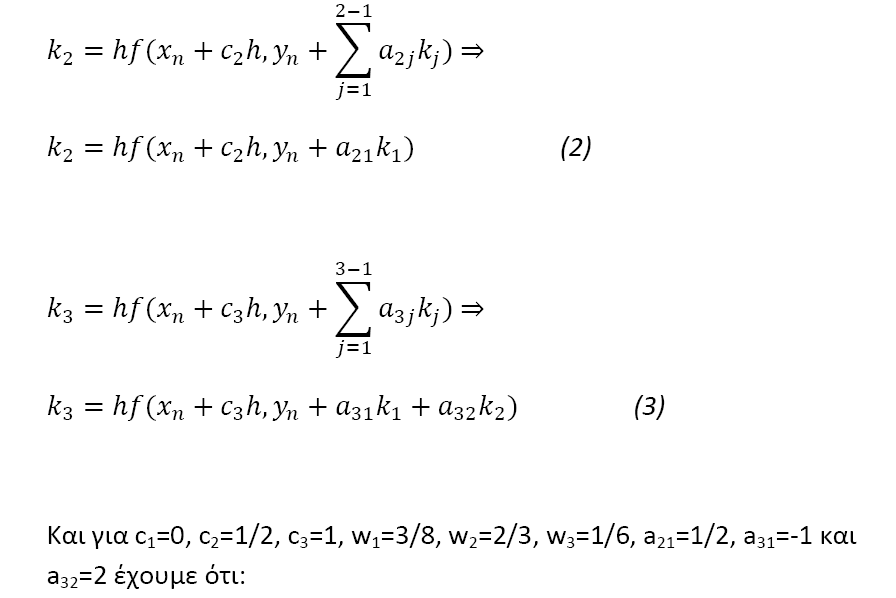 k₂ = hf(xₙ + c₂h, yₙ + ∑_{j=1}^{2−1} a₂ⱼkⱼ) ⇒
k₂ = hf(xₙ + c₂h, yₙ + a₂₁k₁) (2)
k₃ = hf(xₙ + c₃h, yₙ + ∑_{j=1}^{3−1} a₃ⱼkⱼ) ⇒
k₃ = hf(xₙ + c₃h, yₙ + a₃₁k₁ + a₃₂k₂) (3)
Και για c₁=0, c₂=1/2, c₃=1, w₁=3/8, w₂=2/3, w₃=1/6, a₂₁=1/2, a₃₁=-1 και
a₃₂=2 έχουμε ότι: